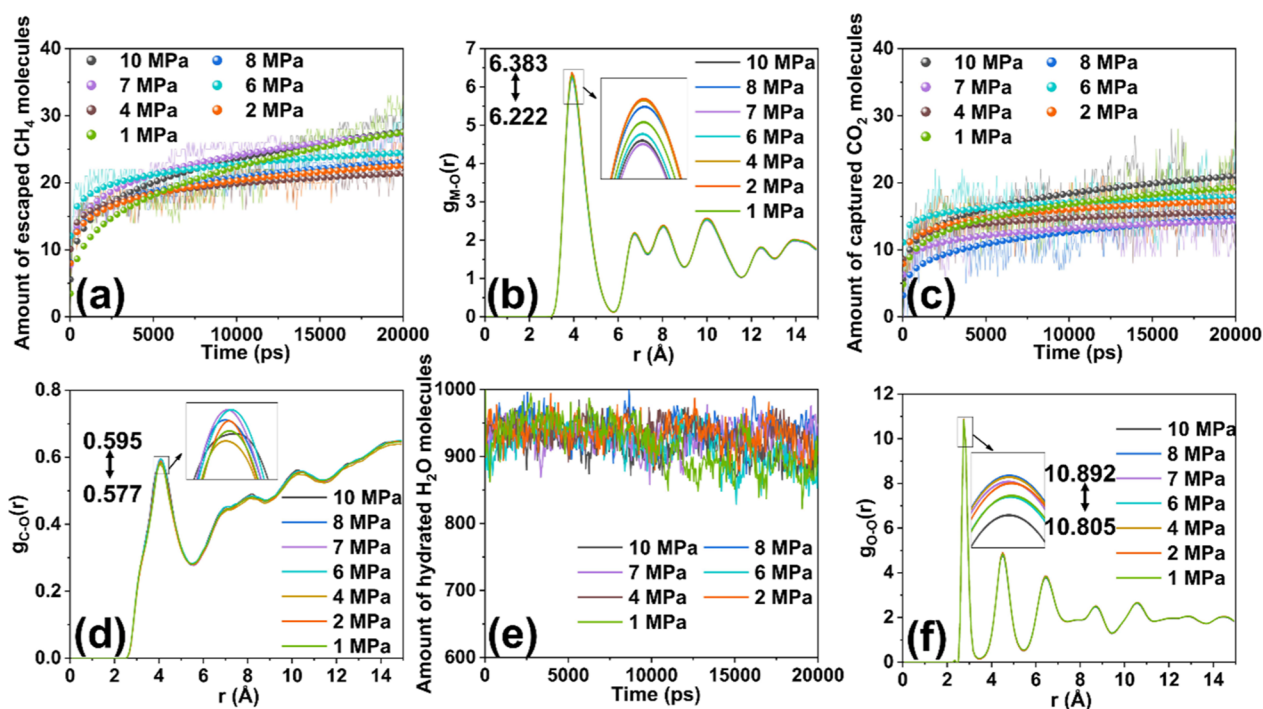 Amount of escaped CH4 molecules
40
30
20
10
0
10 MPa 8 MPa
7 MPa 6 MPa
4 MPa 2 MPa
1 MPa
(a)
0 5000 10000 15000 20000
Time (ps)
gM-O(r)
7
6
5
4
3
2
1
0
6.383
6.222
10 MPa
8 MPa
7 MPa
6 MPa
4 MPa
2 MPa
1 MPa
(b)
0 2 4 6 8 10 12 14
r (Å)
Amount of captured CO2 molecules
40
30
20
10
0
10 MPa 8 MPa
7 MPa 6 MPa
4 MPa 2 MPa
1 MPa
(c)
0 5000 10000 15000 20000
Time (ps)
gC-O(r)
0.8
0.6
0.4
0.2
0.0
0.595
0.577
10 MPa
8 MPa
7 MPa
6 MPa
4 MPa
2 MPa
1 MPa
(d)
0 2 4 6 8 10 12 14
r (Å)
Amount of hydrated H2O molecules
1000
900
800
700
600
10 MPa 8 MPa
7 MPa 6 MPa
4 MPa 2 MPa
1 MPa
(e)
0 5000 10000 15000 20000
Time (ps)
gO-O(r)
12
10
8
6
4
2
0
10.892
10.805
10 MPa
8 MPa
7 MPa
6 MPa
4 MPa
2 MPa
1 MPa
(f)
0 2 4 6 8 10 12 14
r (Å)